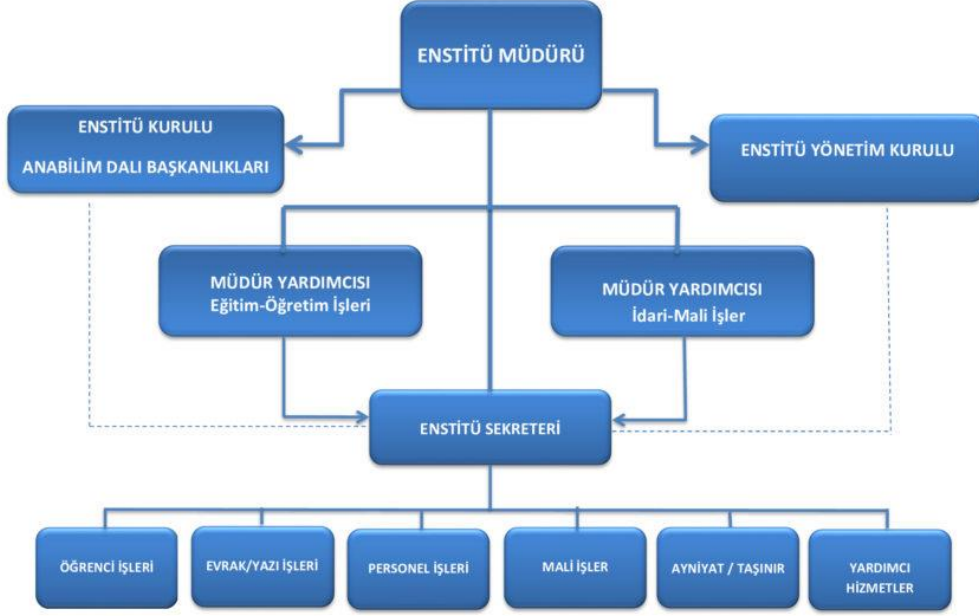 ENSTİTÜ MÜDÜRÜ
ENSTİTÜ KURULU
ANABİLİM DALI BAŞKANLIKLARI
ENSTİTÜ YÖNETİM KURULU
MÜDÜR YARDIMCISI
Eğitim-Öğretim İşleri
MÜDÜR YARDIMCISI
İdari-Mali İşler
ENSTİTÜ SEKRETERİ
ÖĞRENCİ İŞLERİ
EVRAK/YAZI İŞLERİ
PERSONEL İŞLERİ
MALİ İŞLER
AYNİYAT / TAŞINIR
YARDIMCI
HİZMETLER